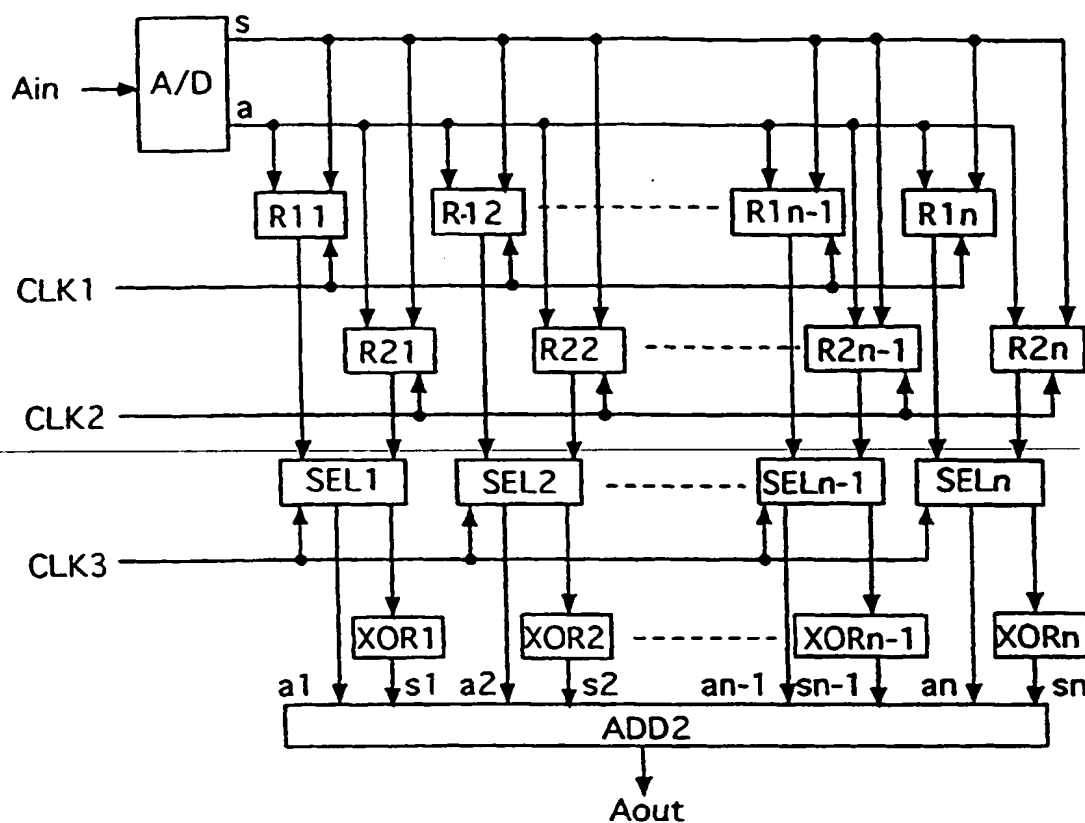 s
Ain A/D
a
R11 R-12 R1n-1 R1n
CLK1
R21 R22 R2n-1 R2n
CLK2
SEL1 SEL2 SELn-1 SELn
CLK3
XOR1 XOR2 XORn-1 XORn
a1 s1 a2 s2 an-1 sn-1 an sn
ADD2
Aout